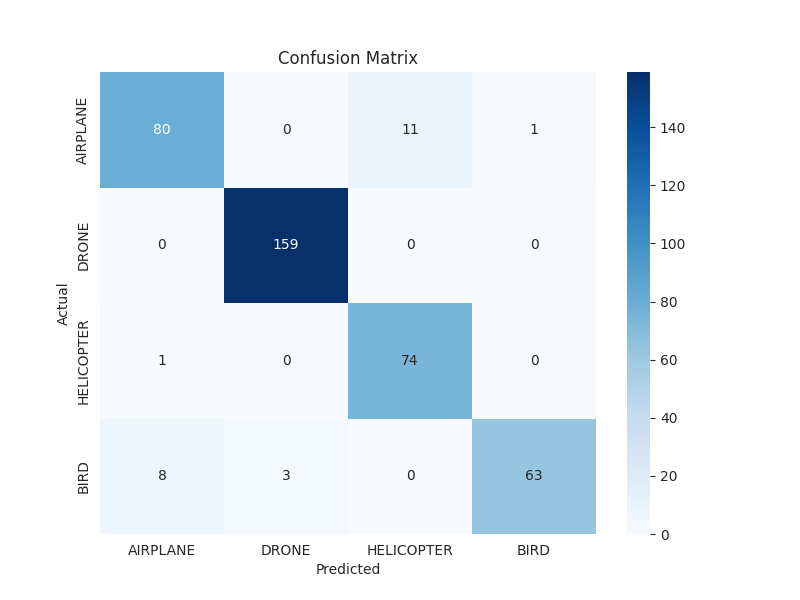 Confusion Matrix
AIRPLANE
80
0
11
1
DRONE
0
159
0
0
HELICOPTER
1
0
74
0
BIRD
8
3
0
63
Actual
AIRPLANE
DRONE
HELICOPTER
BIRD
Predicted
140
120
100
80
60
40
20
0